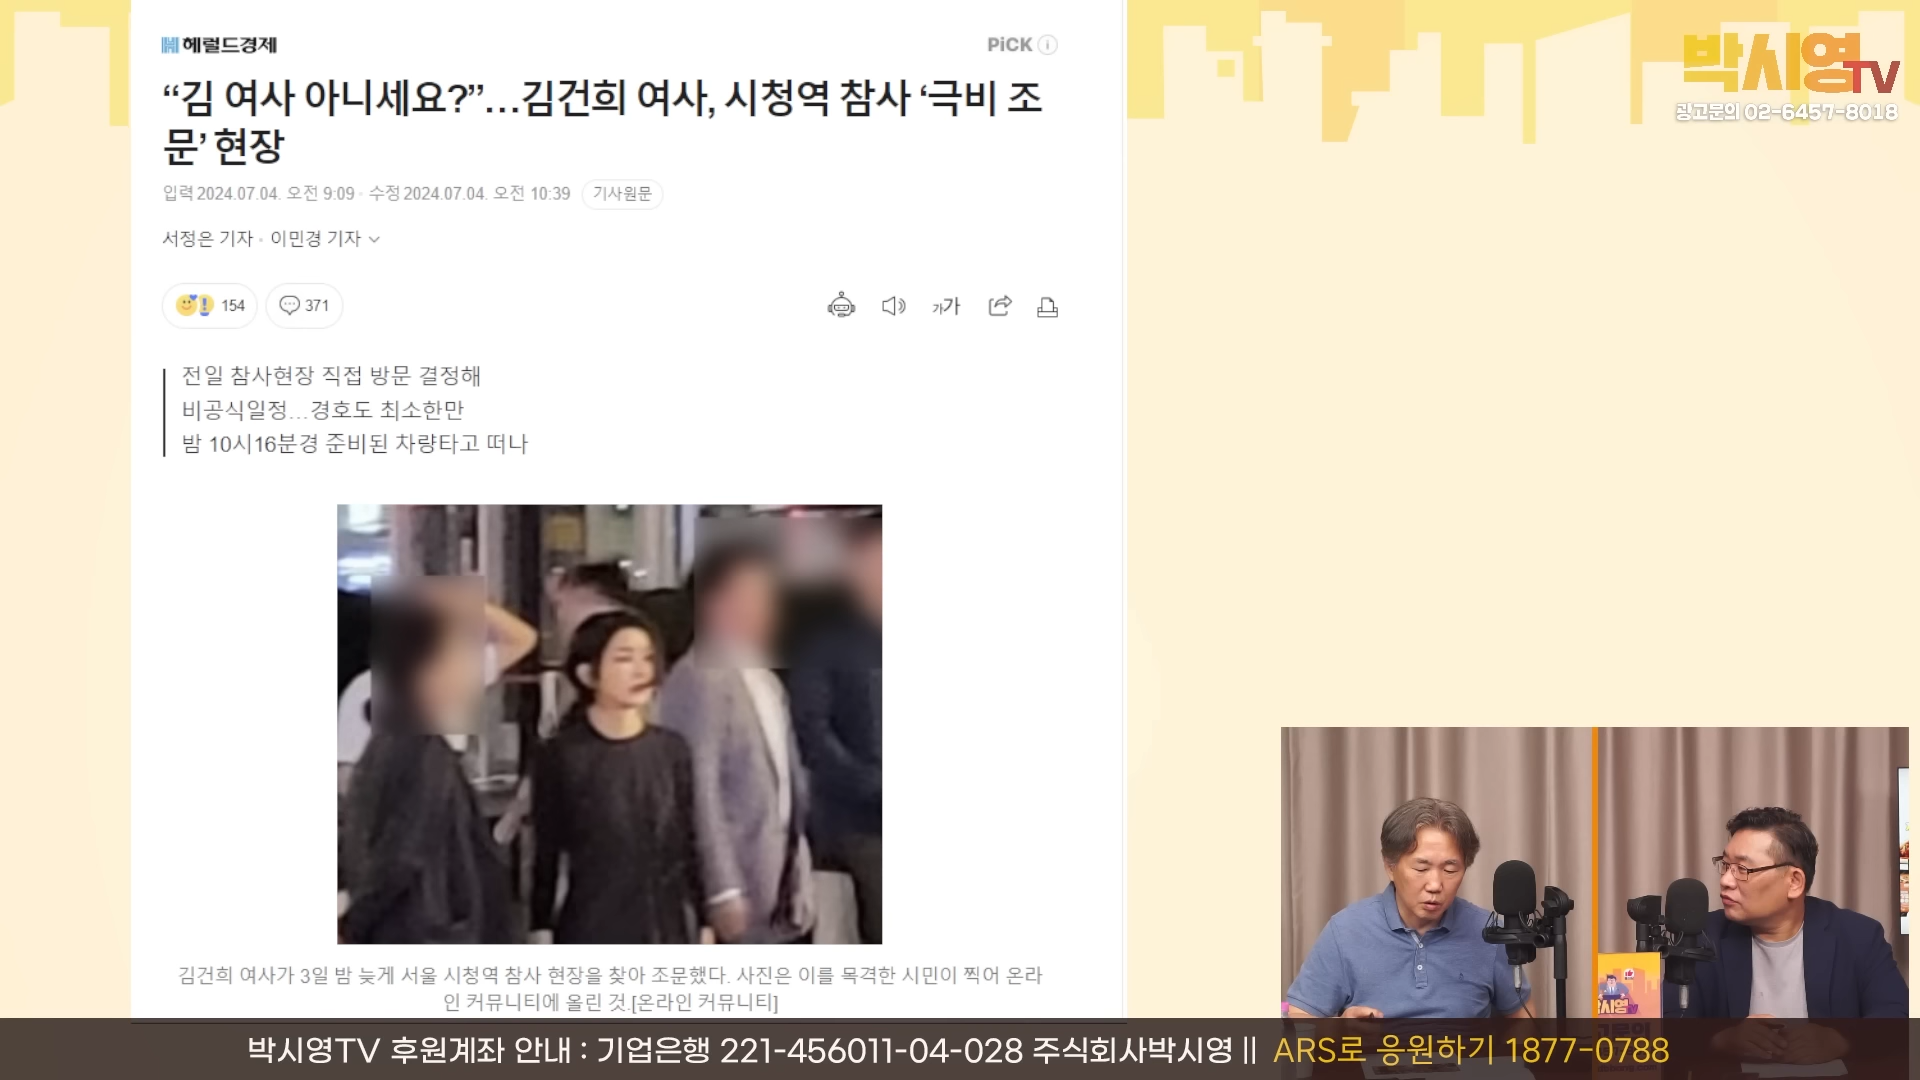 헤럴드경제
PiCK
“김 여사 아니세요?”…김건희 여사, 시청역 참사 ‘극비 조
문’ 현장
입력 2024.07.04. 오전 9:09 · 수정 2024.07.04. 오전 10:39 기사원문
서정은 기자 · 이민경 기자
154 371
가가
전일 참사현장 직접 방문 결정해
비공식일정…경호도 최소한만
밤 10시16분경 준비된 차량타고 떠나
김건희 여사가 3일 밤 늦게 서울 시청역 참사 현장을 찾아 조문했다. 사진은 이를 목격한 시민이 찍어 온라
인 커뮤니티에 올린 것.[온라인 커뮤니티]
박시영TV
광고문의 02-6457-8018
박시영TV 후원계좌 안내 : 기업은행 221-456011-04-028 주식회사박시영 || ARS로 응원하기 1877-0788